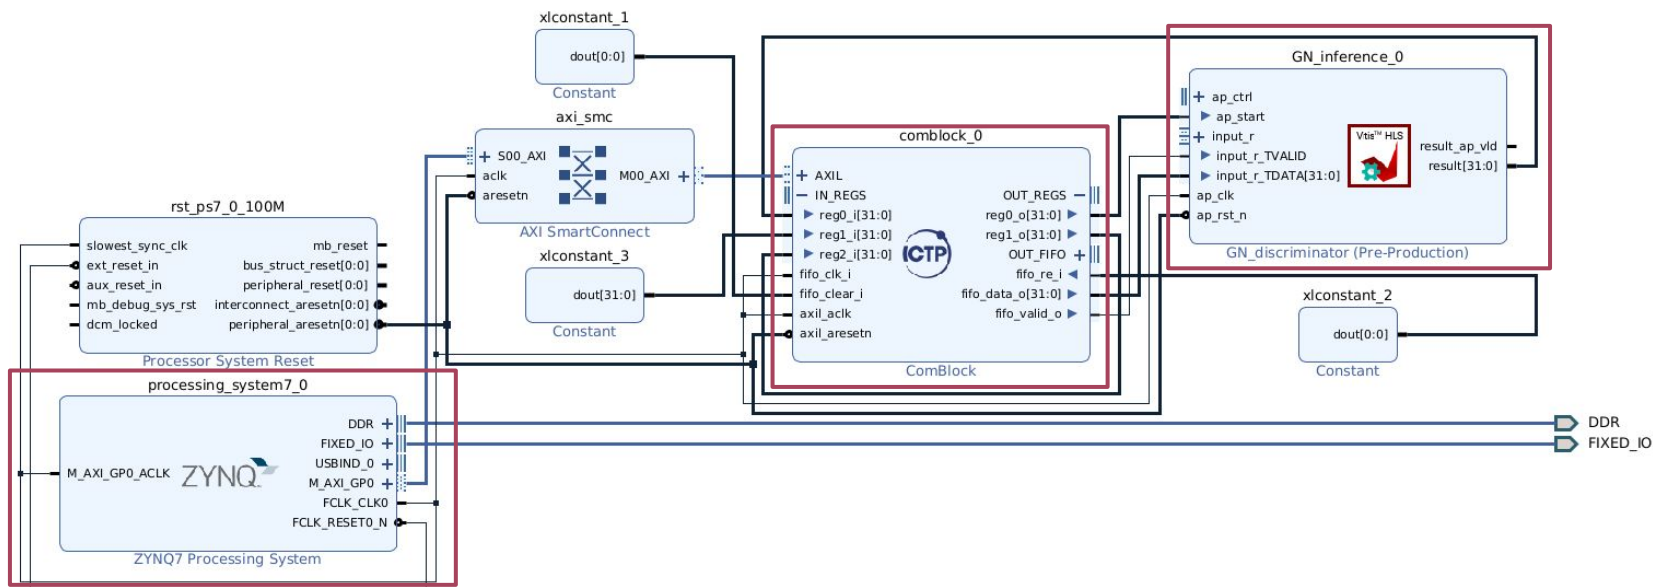 xlconstant_1
dout[0:0]
Constant
axi_smc
S00_AXI
aclk
aresetn
M00_AXI
AXI SmartConnect
xlconstant_3
dout[31:0]
Constant
rst_ps7_0_100M
slowest_sync_clk
ext_reset_in
aux_reset_in
mb_debug_sys_rst
dcm_locked
mb_reset
bus_struct_reset[0:0]
peripheral_reset[0:0]
interconnect_aresetn[0:0]
peripheral_aresetn[0:0]
Processor System Reset
processing_system7_0
M_AXI_GP0_ACLK
ZYNQ
DDR
FIXED_IO
USBIND_0
M_AXI_GP0
FCLK_CLK0
FCLK_RESET0_N
ZYNQ7 Processing System
comblock_0
AXIL
IN_REGS
reg0_i[31:0]
reg1_i[31:0]
reg2_i[31:0]
fifo_clk_i
fifo_clear_i
axil_aclk
axil_aresetn
ICTP
OUT_REGS
reg0_o[31:0]
reg1_o[31:0]
OUT_FIFO
fifo_re_i
fifo_data_o[31:0]
fifo_valid_o
ComBlock
GN_inference_0
ap_ctrl
ap_start
input_r
input_r_TVALID
input_r_TDATA[31:0]
ap_clk
ap_rst_n
Vitis™ HLS
result_ap_vld
result[31:0]
GN_discriminator (Pre-Production)
xlconstant_2
dout[0:0]
Constant
DDR
FIXED_IO